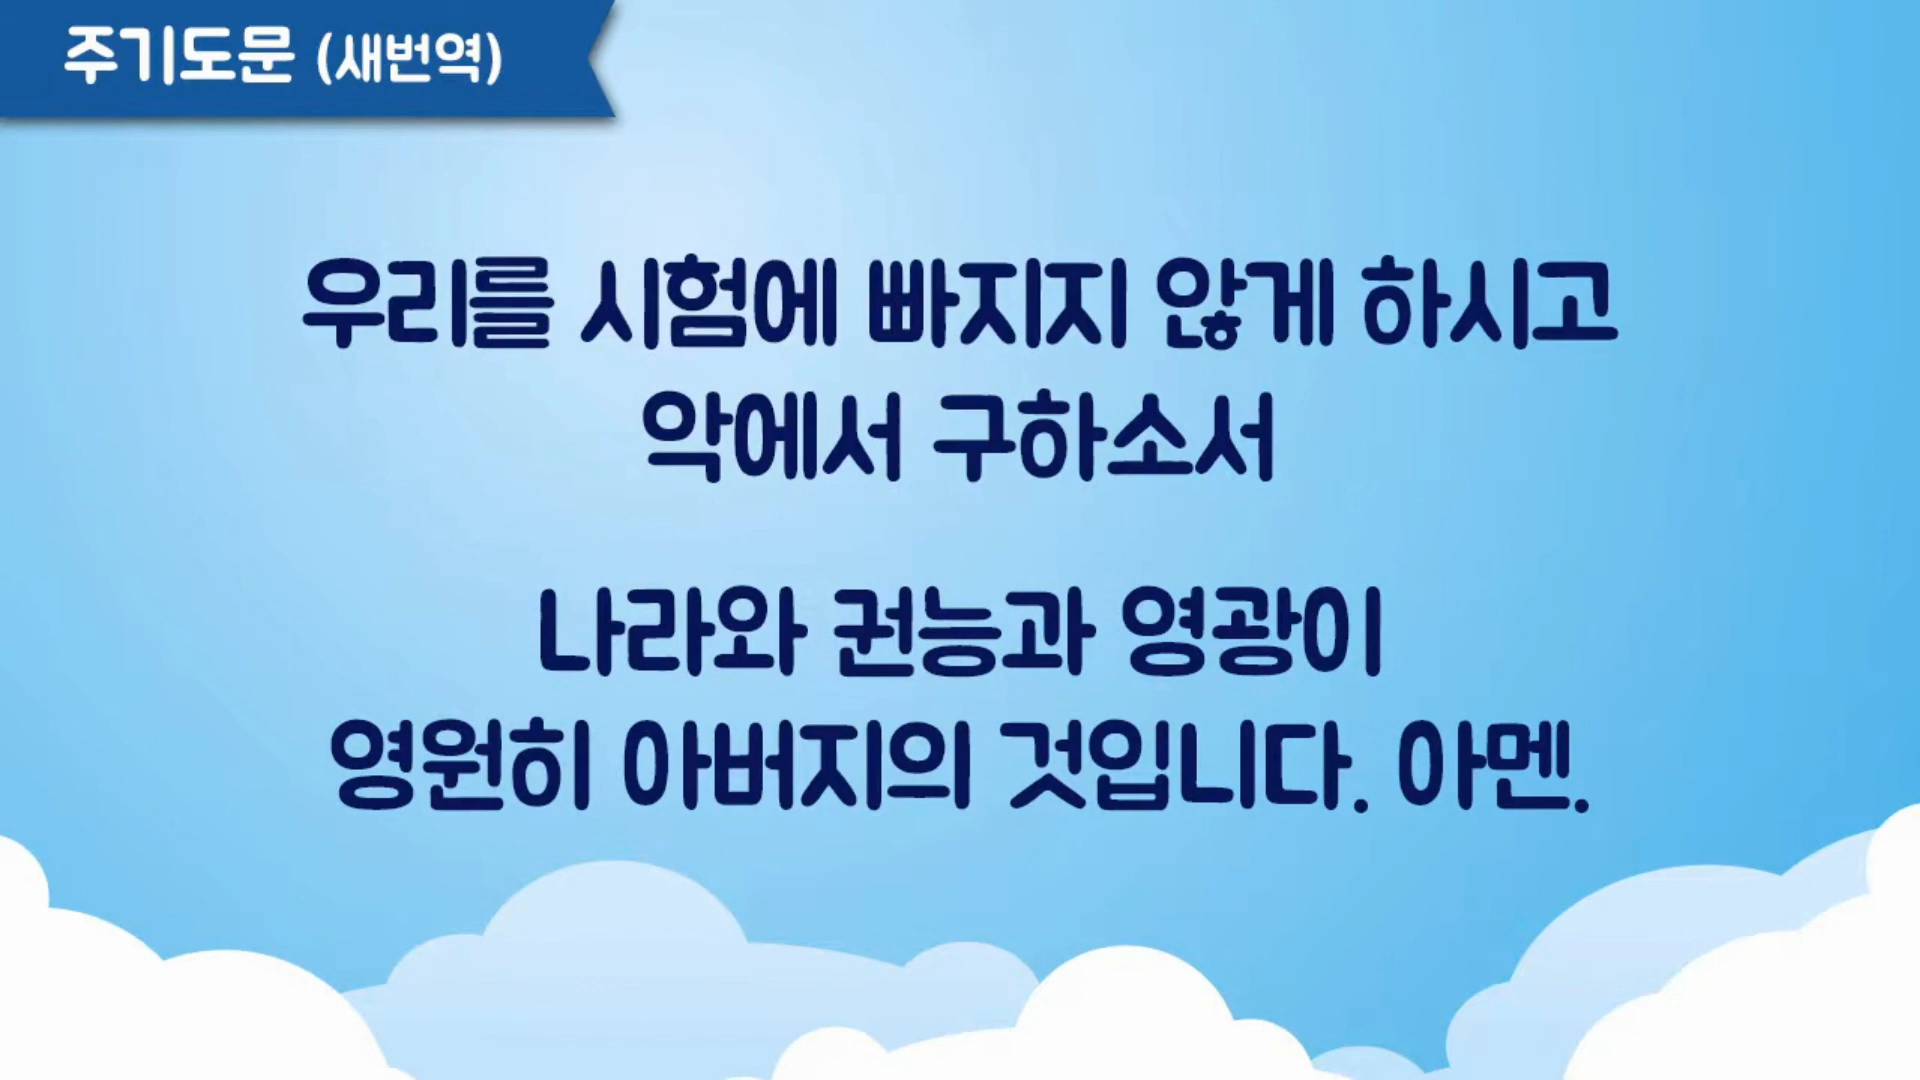 주기도문 (새번역)
우리를 시험에 빠지지 않게 하시고
악에서 구하소서
나라와 권능과 영광이
영원히 아버지의 것입니다. 아멘.